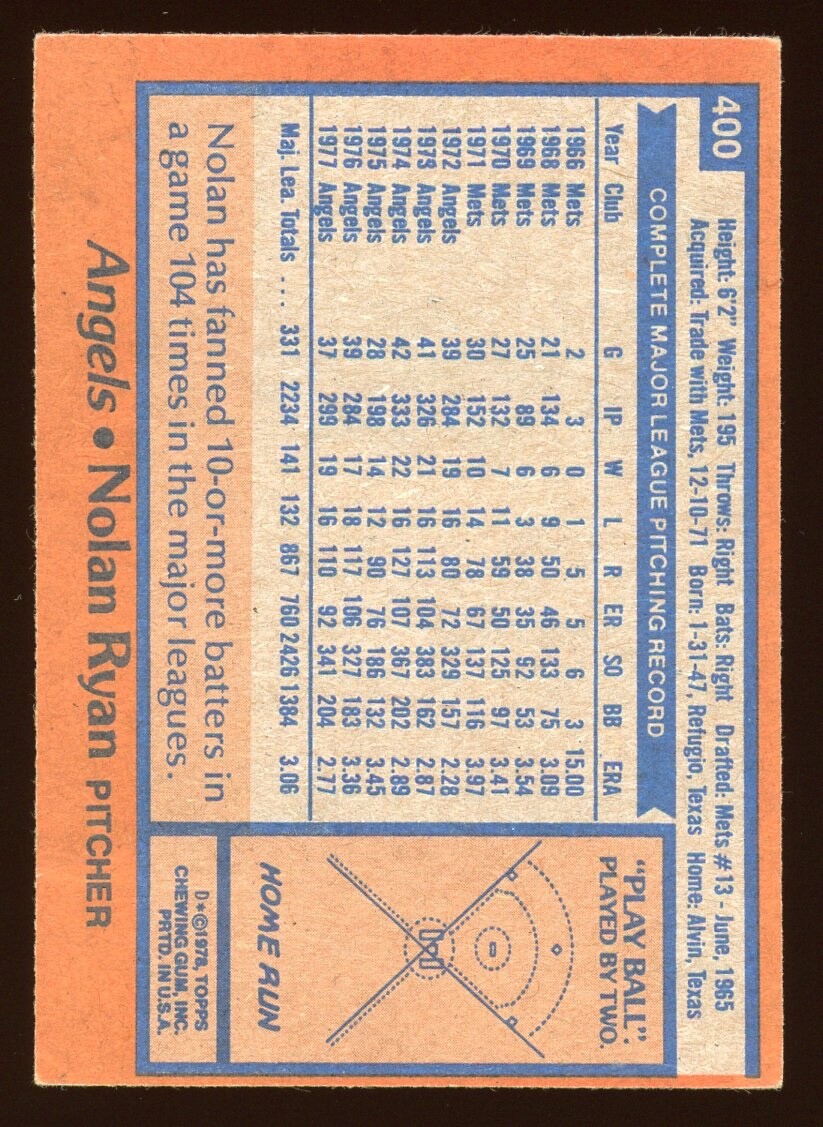 400
Height: 6'2" Weight: 195 Throws: Right Bats: Right Drafted: Mets #13 - June, 1965
Acquired: Trade with Mets, 12-10-71 Born: 1-31-47, Refugio, Texas Home: Alvin, Texas
COMPLETE MAJOR LEAGUE PITCHING RECORD
Year Club G IP W L R ER SO BB ERA
1966 Mets 2 3 0 1 5 5 6 3 15.00
1968 Mets 21 134 6 9 50 46 133 75 3.09
1969 Mets 25 89 6 3 38 35 92 53 3.54
1970 Mets 27 132 7 11 59 50 125 97 3.41
1971 Mets 30 152 10 14 78 67 137 116 3.97
1972 Angels 39 284 19 16 80 72 329 157 2.28
1973 Angels 41 326 21 16 113 104 383 162 2.87
1974 Angels 42 333 22 16 127 107 367 202 2.89
1975 Angels 28 198 14 12 90 76 186 132 3.45
1976 Angels 39 284 17 18 117 106 327 183 3.36
1977 Angels 37 299 19 16 110 92 341 204 2.77
Maj. Lea. Totals .... 331 2234 141 132 867 760 2426 1384 3.06
Nolan has fanned 10-or-more batters in
a game 104 times in the major leagues.
"PLAY BALL":
PLAYED BY TWO.
HOME RUN
D*©1978, TOPPS
CHEWING GUM, INC.
PRTD. IN U.S.A.
Angels • Nolan Ryan PITCHER